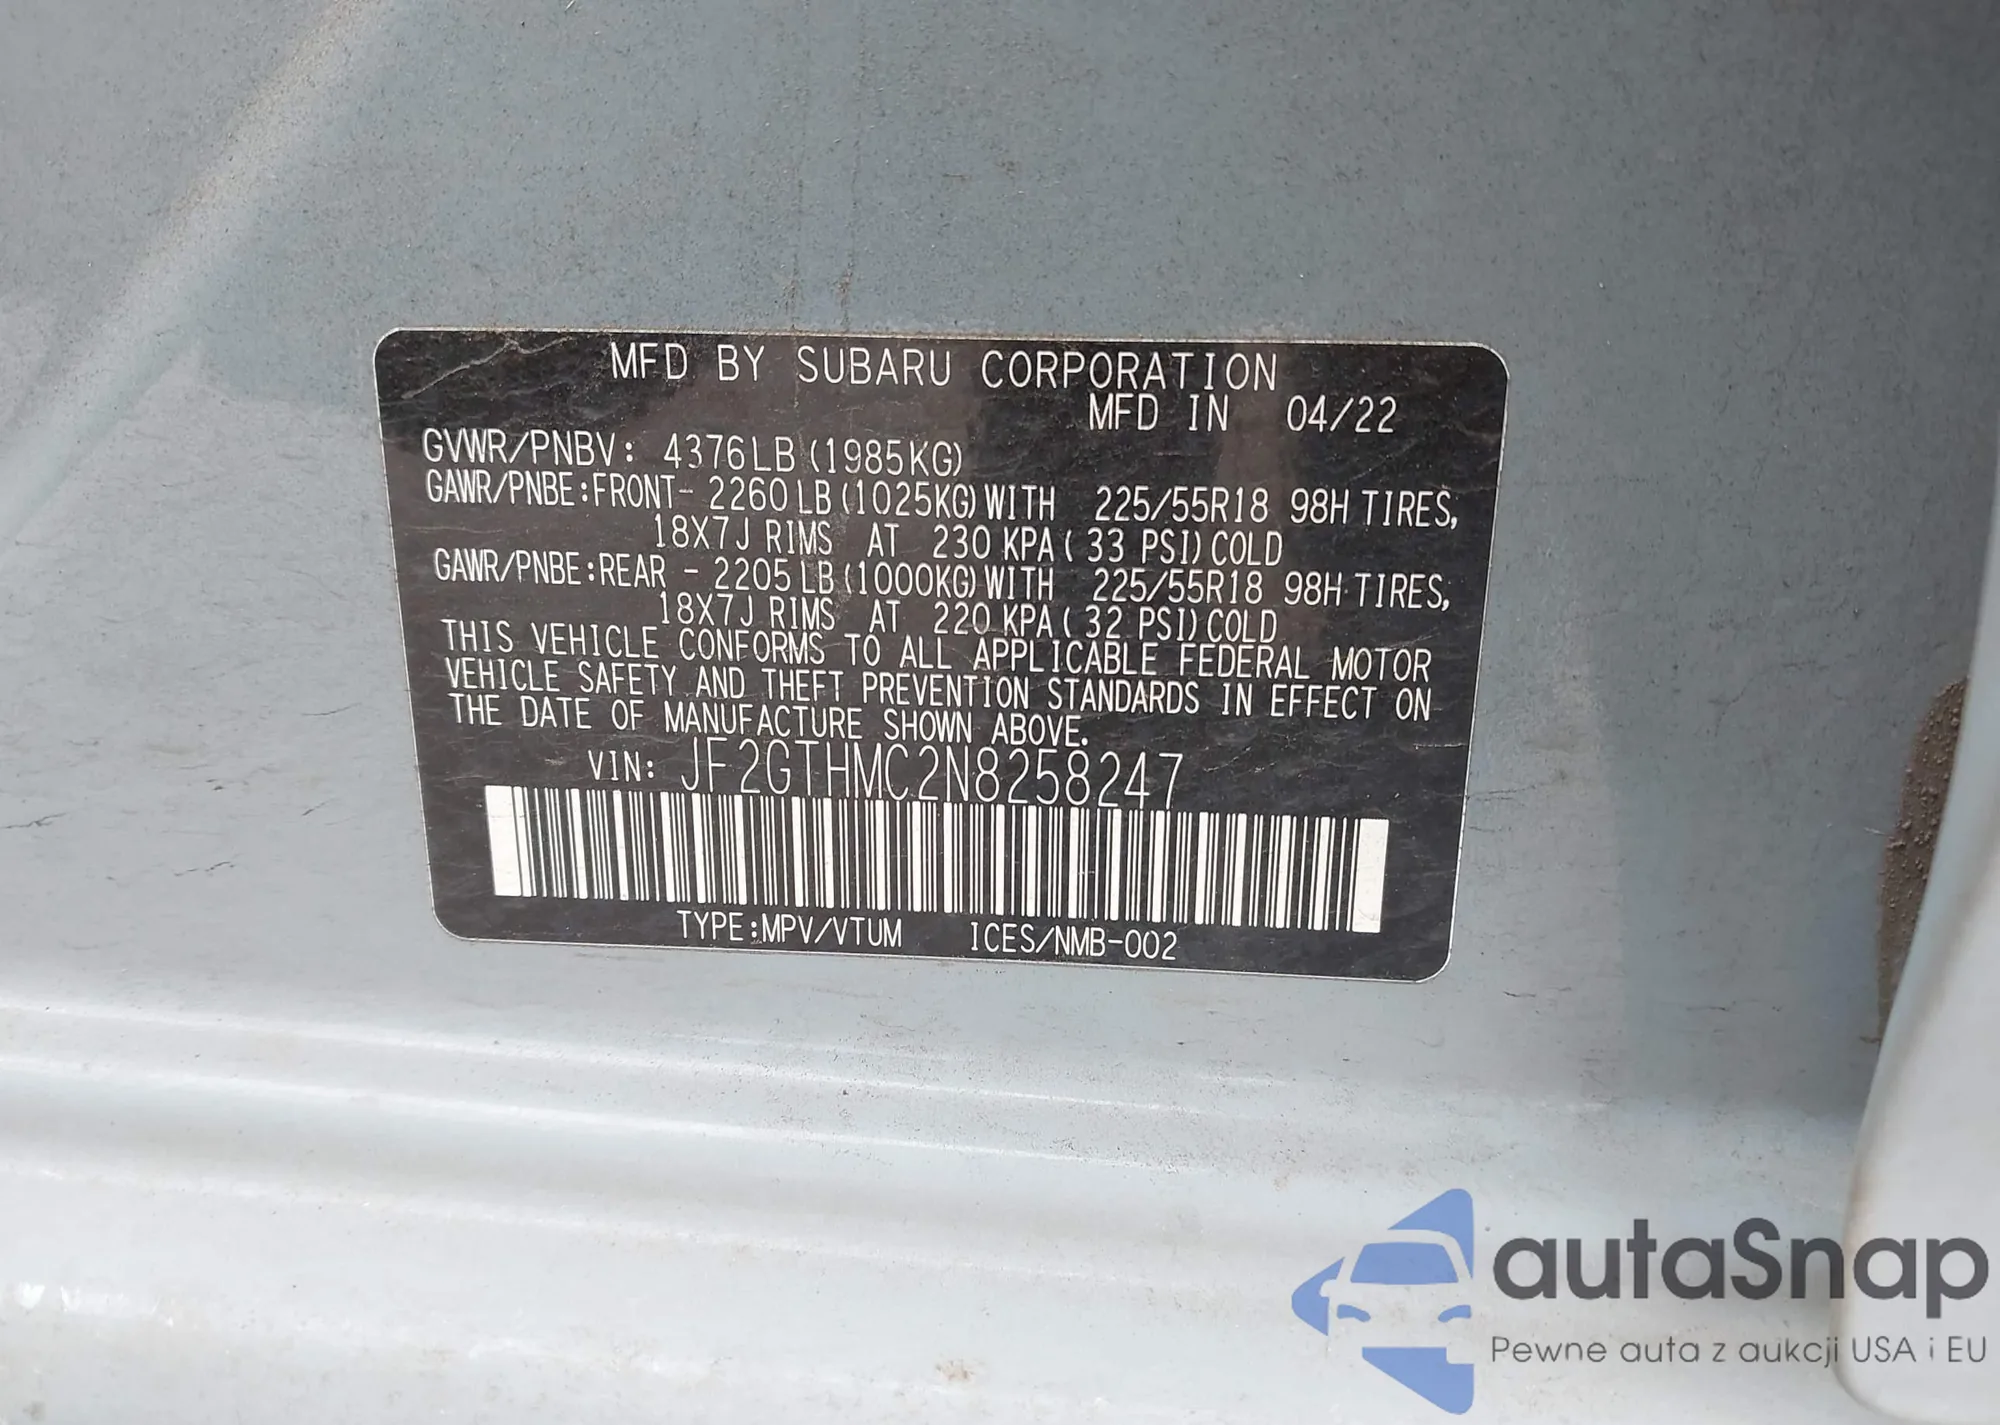 MFD BY SUBARU CORPORATION
MFD IN 04/22
GVWR/PNBV: 4376LB(1985KG)
GAWR/PNBE:FRONT- 2260LB(1025KG)WITH 225/55R18 98H TIRES,
18X7J RIMS AT 230 KPA( 33 PSI)COLD
GAWR/PNBE:REAR - 2205LB(1000KG)WITH 225/55R18 98H TIRES,
18X7J RIMS AT 220 KPA( 32 PSI)COLD
THIS VEHICLE CONFORMS TO ALL APPLICABLE FEDERAL MOTOR
VEHICLE SAFETY AND THEFT PREVENTION STANDARDS IN EFFECT ON
THE DATE OF MANUFACTURE SHOWN ABOVE.
VIN: JF2GTHMC2N8258247
TYPE:MPV/VTUM ICES/NMB-002
autaSnap
Pewne auta z aukcji USA i EU